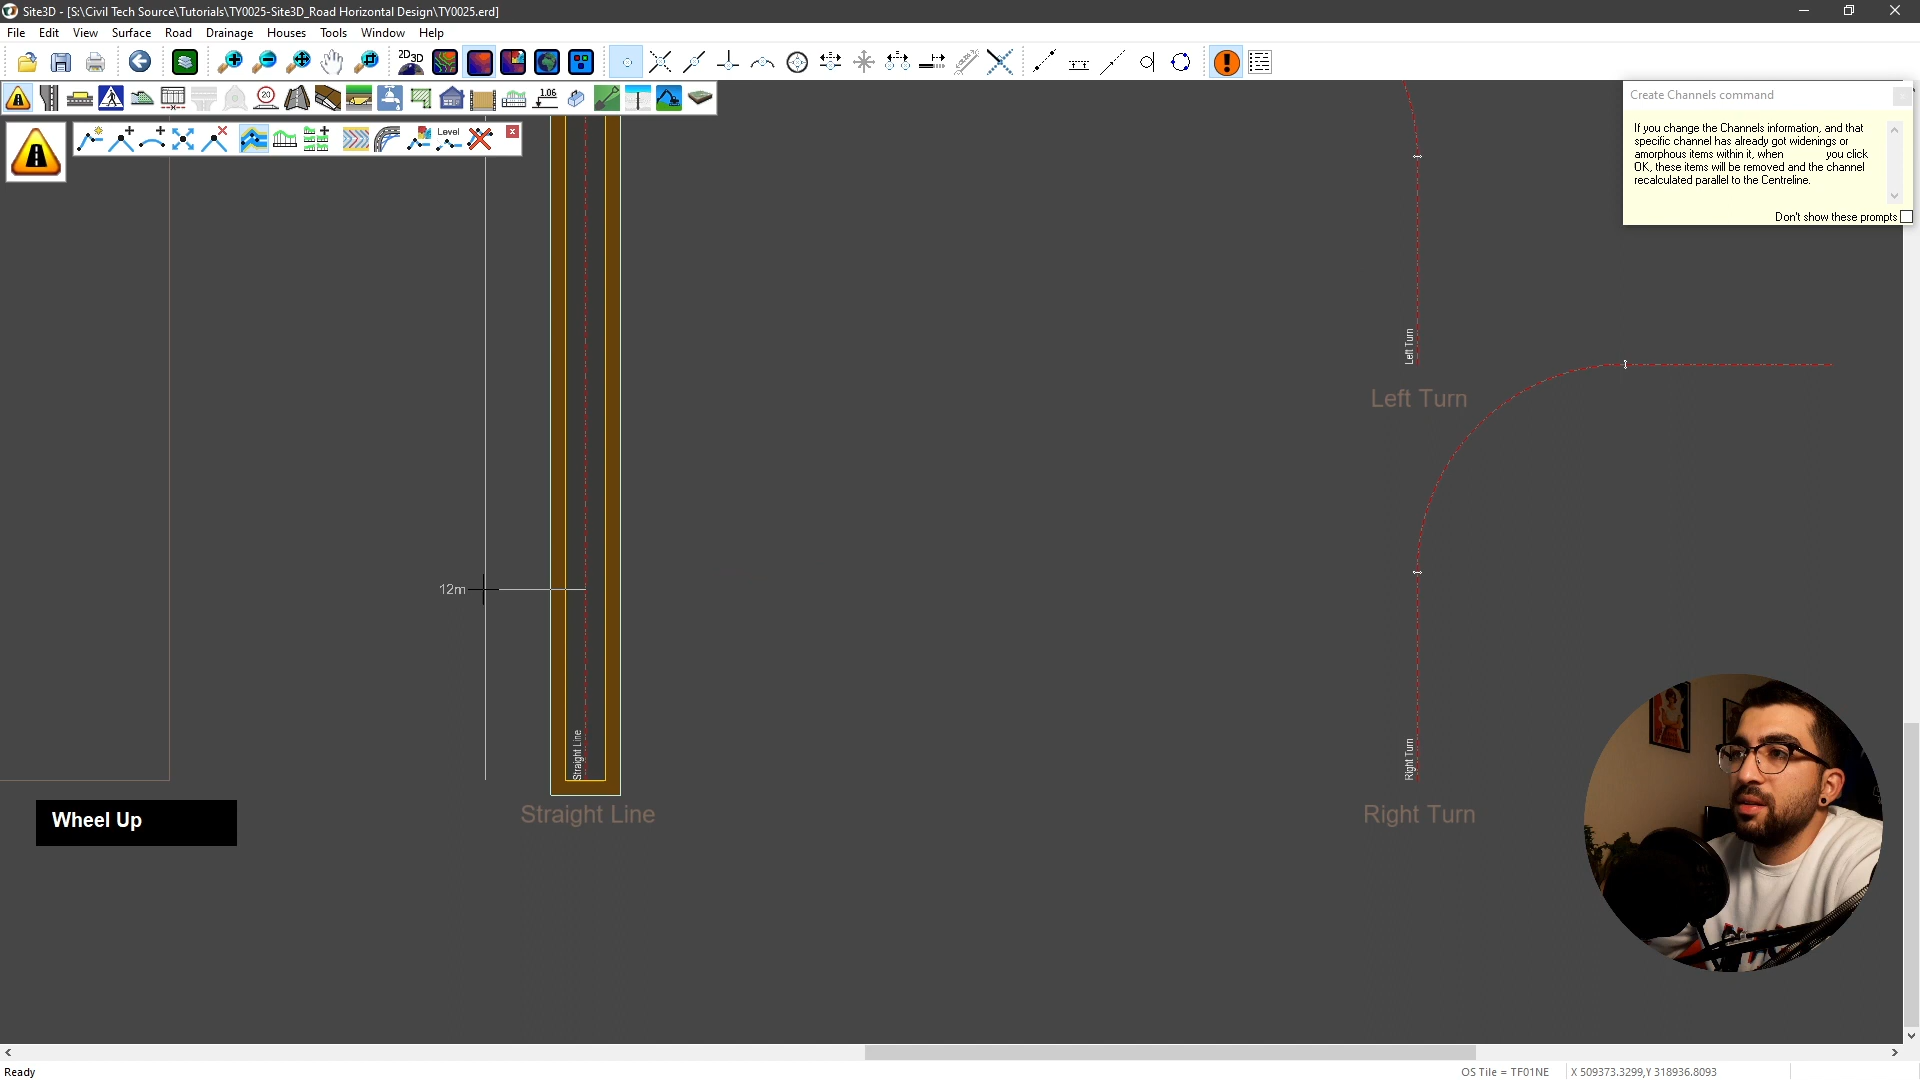 Site3D - [S:\Civil Tech Source\Tutorials\TY0025-Site3D_Road Horizontal Design\TY0025.erd]
File Edit View Surface Road Drainage Houses Tools Window Help
2D 3D
20
1.06
Level
Create Channels command
If you change the Channels information, and that
specific channel has already got widenings or
amorphous items within it, when you click
OK, these items will be removed and the channel
recalculated parallel to the Centreline.
Don't show these prompts
Left Turn
Left Turn
12m
Straight Line
Right Turn
Straight Line
Right Turn
Wheel Up
Ready
OS Tile = TF01NE
X 509373.3299,Y 318936.8093